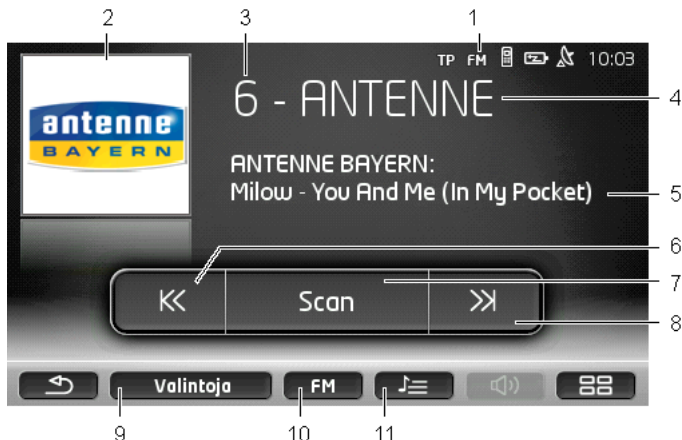 2
3
1
TP FM 10:03
6 - ANTENNE
4
antenne
BAYERN
ANTENNE BAYERN:
Milow - You And Me (In My Pocket)
5
6
Scan
7
8
Valintoja
FM
9
10
11